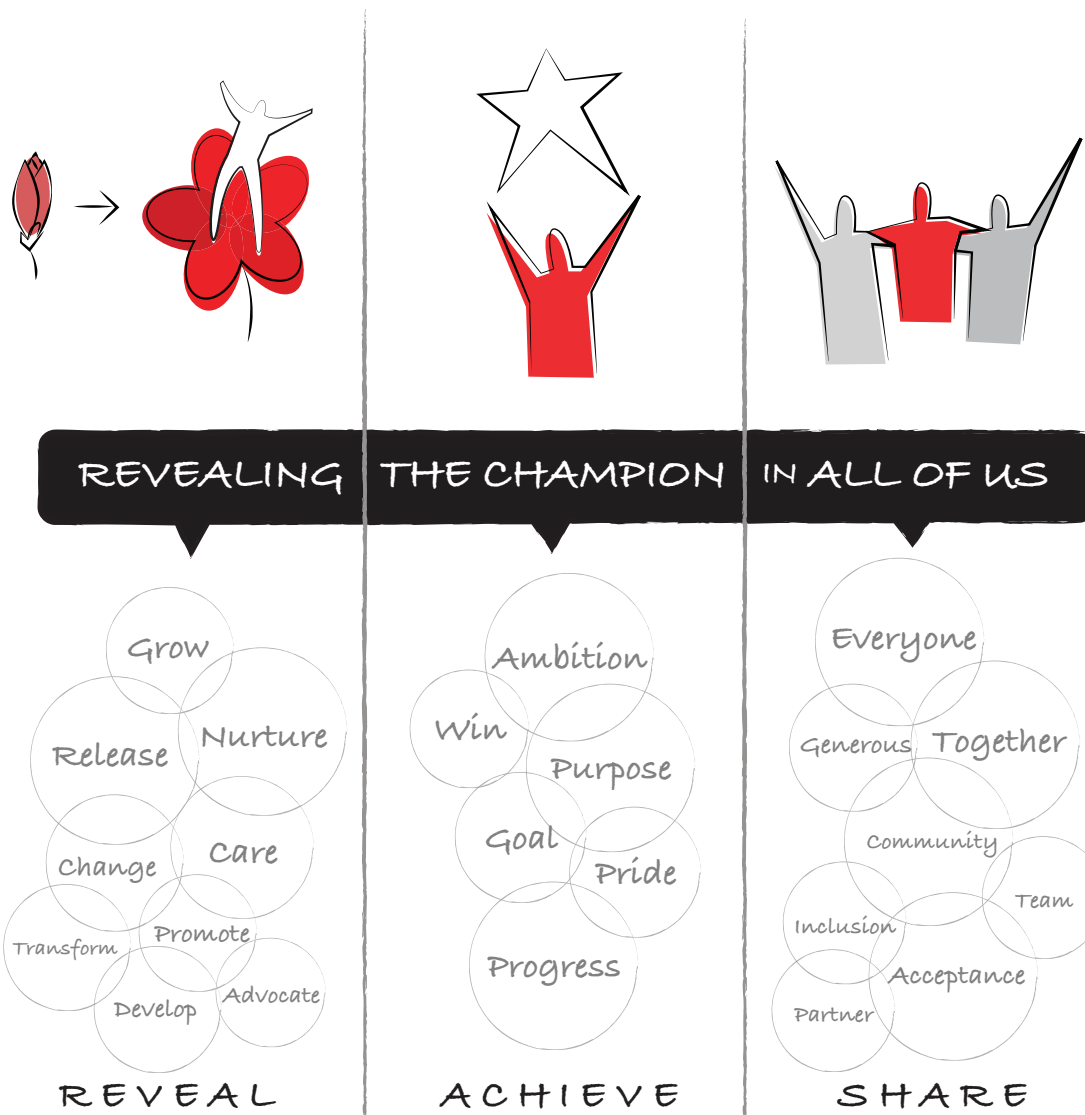 REVEALING THE CHAMPION IN ALL OF US
Grow
Nurture
Release
Care
Change
Promote
Transform
Advocate
Develop
REVEAL
Ambition
Win
Purpose
Goal
Pride
Progress
ACHIEVE
Everyone
Generous
Together
Community
Team
Inclusion
Acceptance
Partner
SHARE